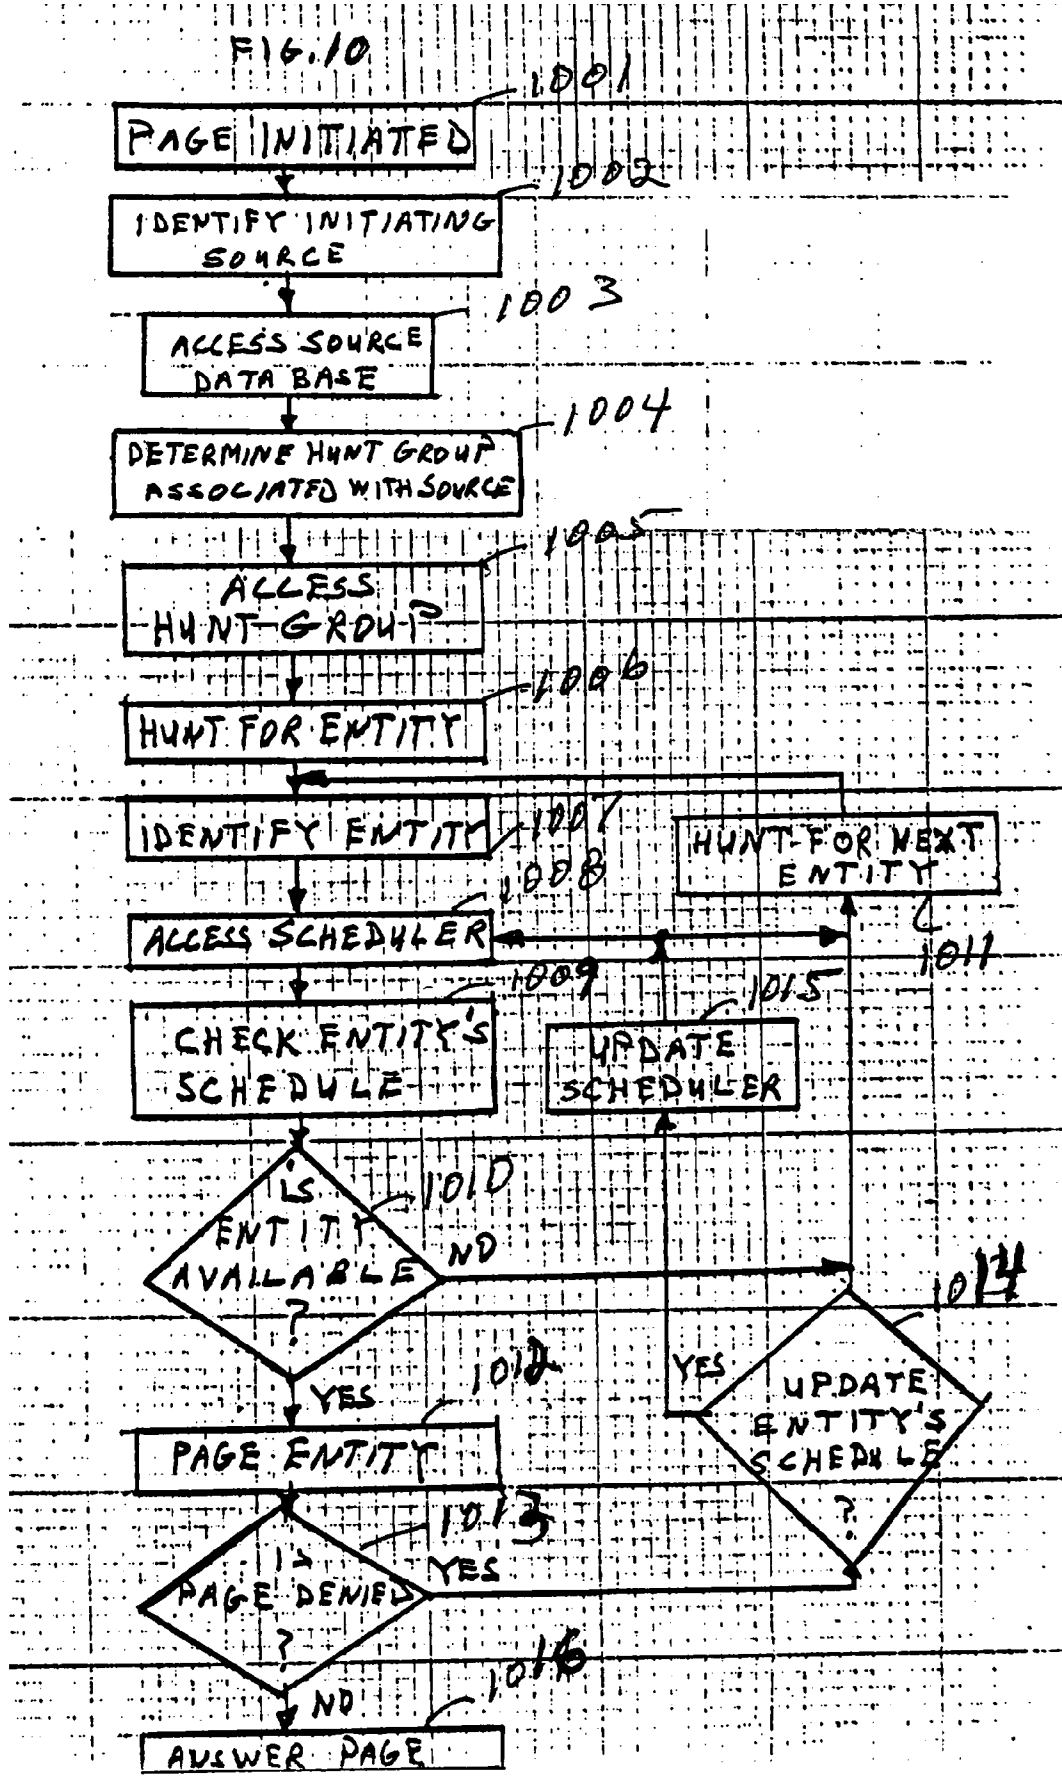 FIG.10
1001
PAGE INITIATED
1002
IDENTIFY INITIATING
SOURCE
1003
ACCESS SOURCE
DATA BASE
1004
DETERMINE HUNT GROUP
ASSOCIATED WITH SOURCE
1005
ACCESS
HUNT GROUP
1006
HUNT FOR ENTITY
1007
IDENTIFY ENTITY
HUNT FOR NEXT
ENTITY
1008
ACCESS SCHEDULER
1011
1009
CHECK ENTITY'S
SCHEDULE
1015
UPDATE
SCHEDULER
1010
IS
ENTITY
AVAILABLE
?
NO
1014
YES
UPDATE
ENTITY'S
SCHEDULE
?
YES
1012
PAGE ENTITY
1013
IS
PAGE DENIED
?
YES
1016
NO
ANSWER PAGE